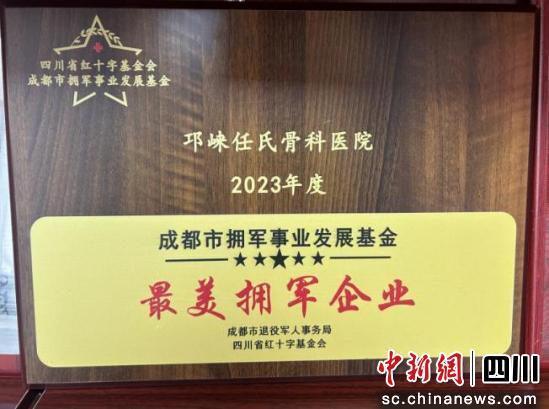 四川省红十字基金会
成都市拥军事业发展基金
邛崃任氏骨科医院
2023年度
成都市拥军事业发展基金
最美拥军企业
成都市退役军人事务局
四川省红十字基金会
中新網 四川
sc.chinanews.com